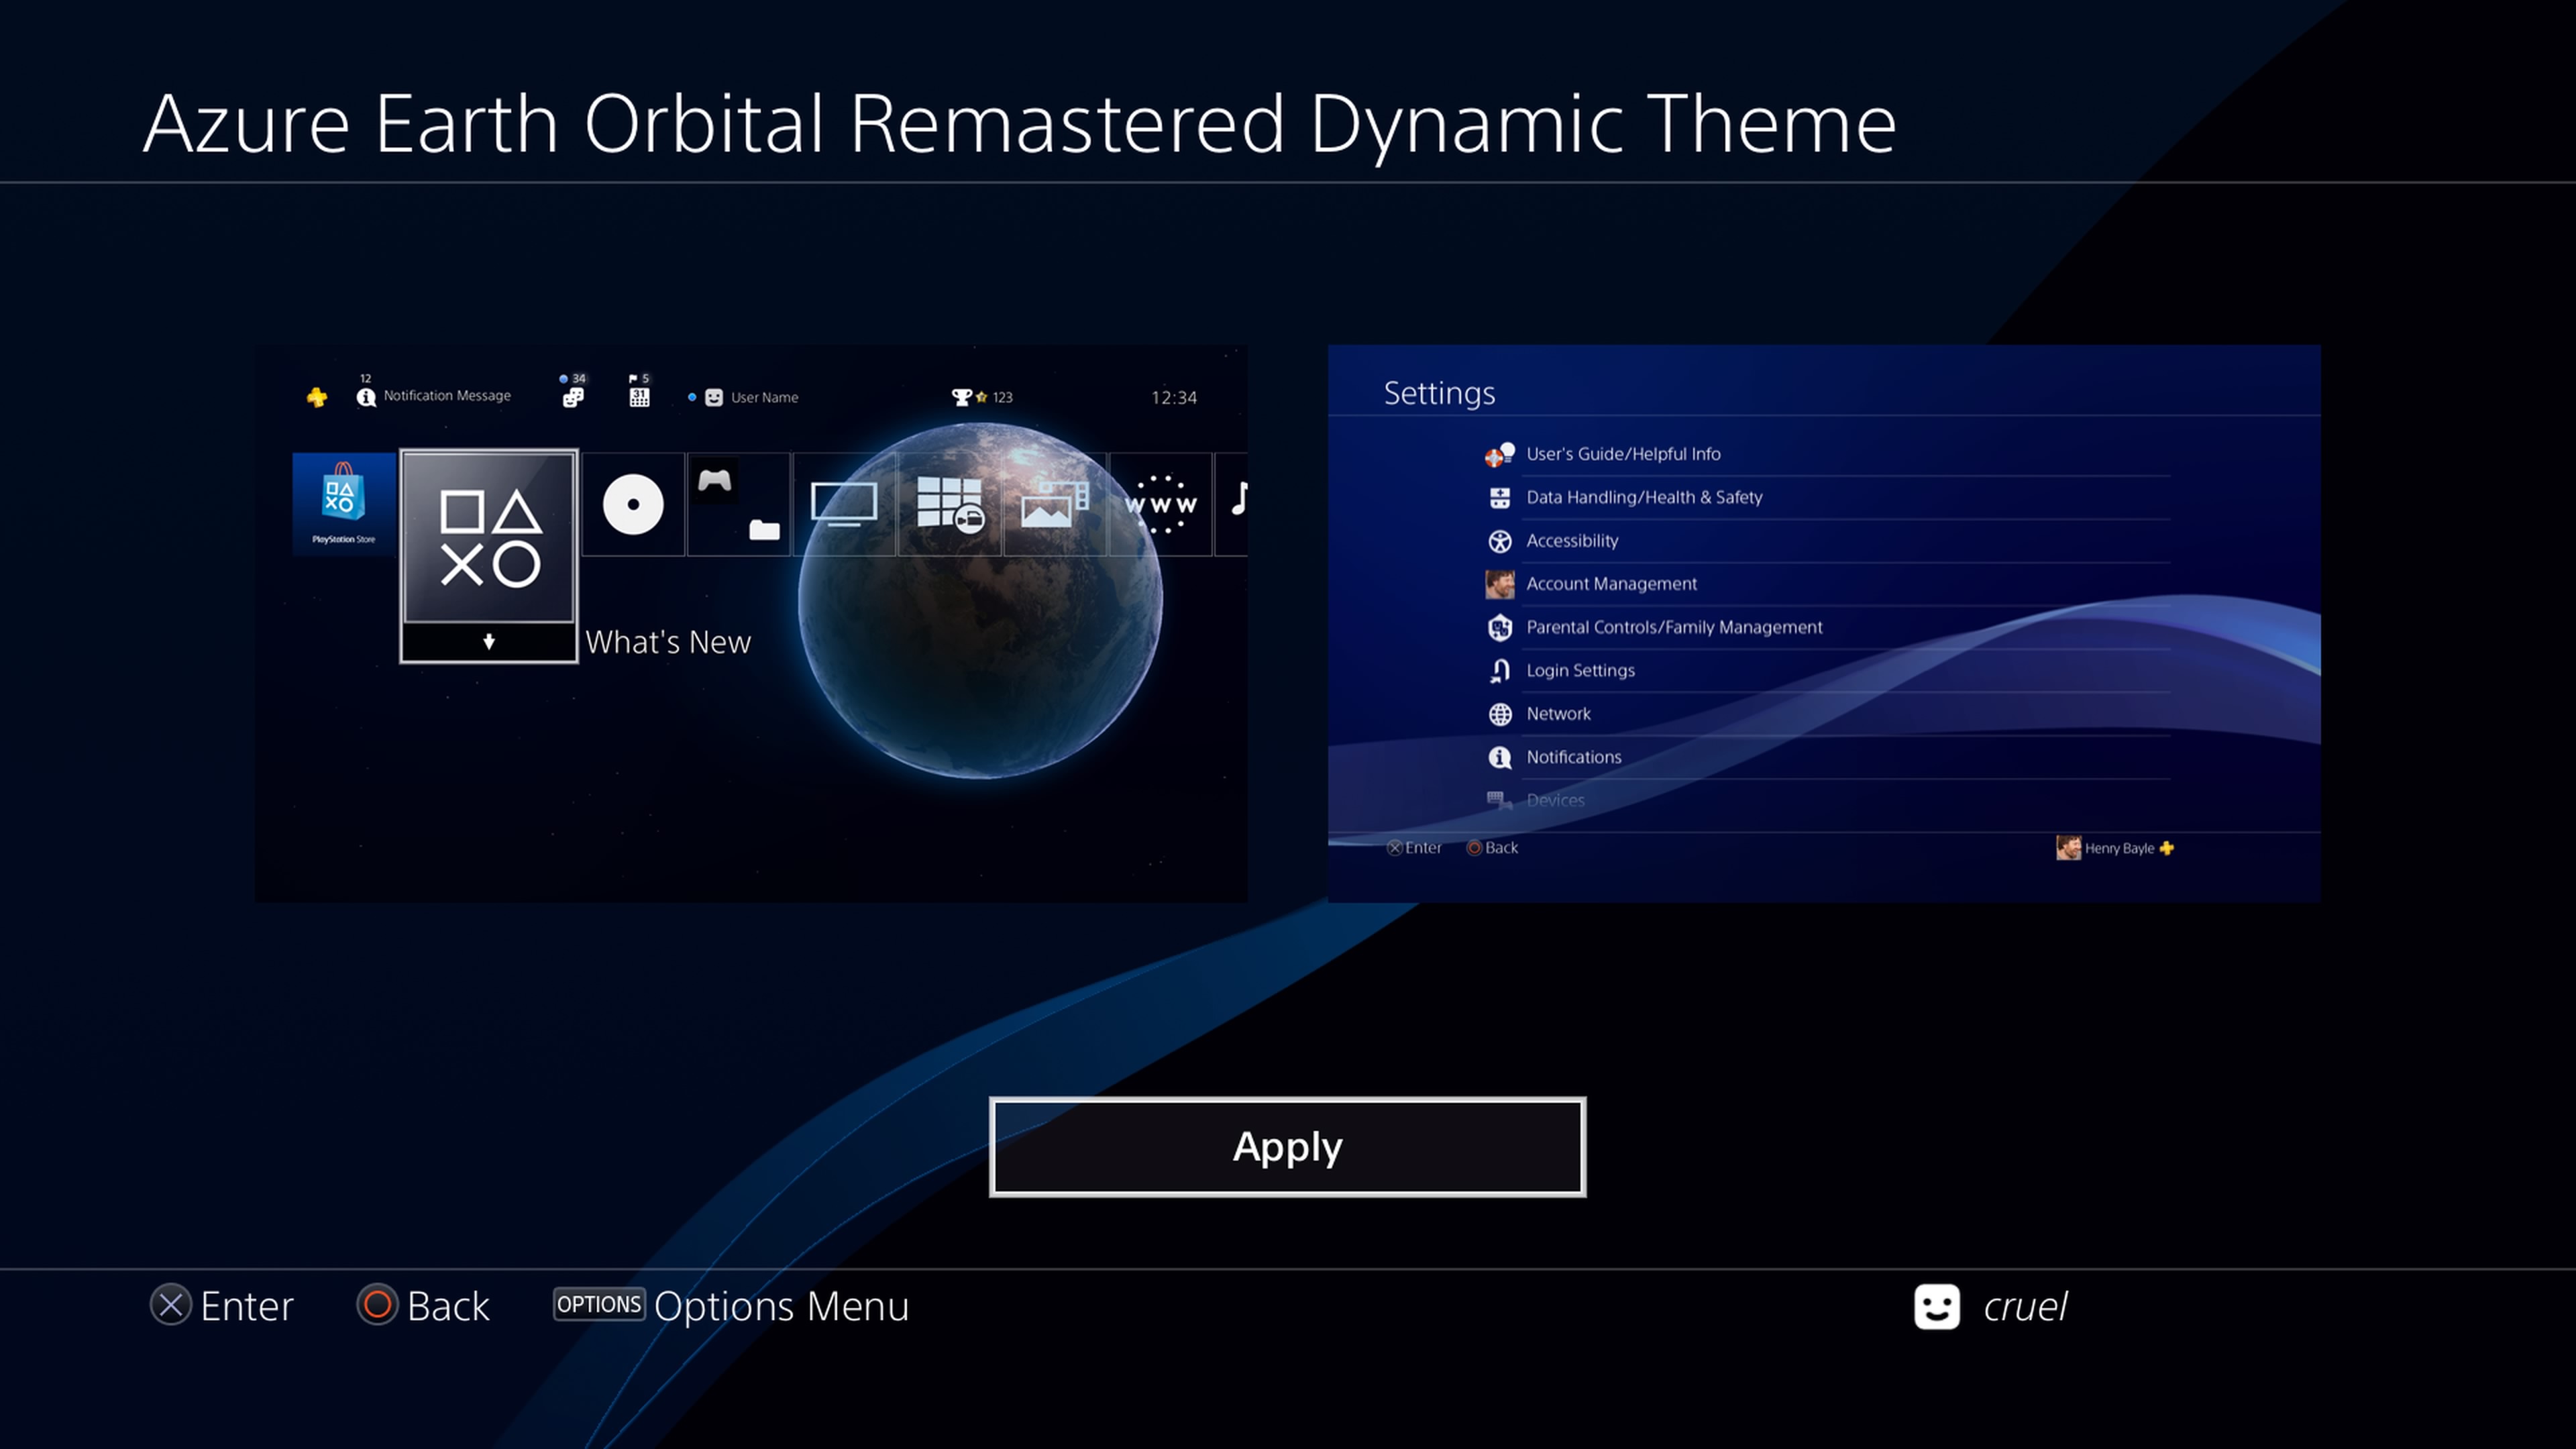 Azure Earth Orbital Remastered Dynamic Theme
12
Notification Message
34
5
31
User Name
123
12:34
PlayStation Store
WWW
What's New
Settings
User's Guide/Helpful Info
Data Handling/Health & Safety
Accessibility
Account Management
Parental Controls/Family Management
Login Settings
Network
Notifications
Devices
Enter Back
Henry Bayle
Apply
Enter Back OPTIONS Options Menu
cruel